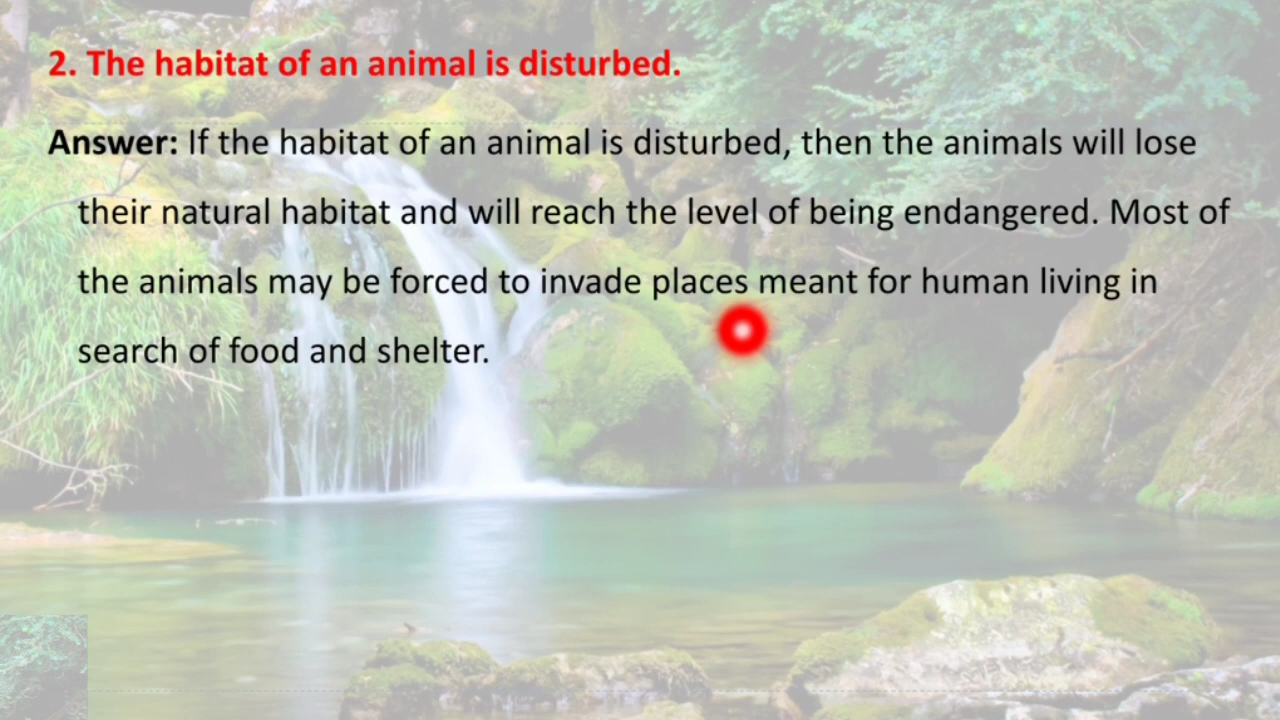 2. The habitat of an animal is disturbed.
Answer: If the habitat of an animal is disturbed, then the animals will lose
their natural habitat and will reach the level of being endangered. Most of
the animals may be forced to invade places meant for human living in
search of food and shelter.